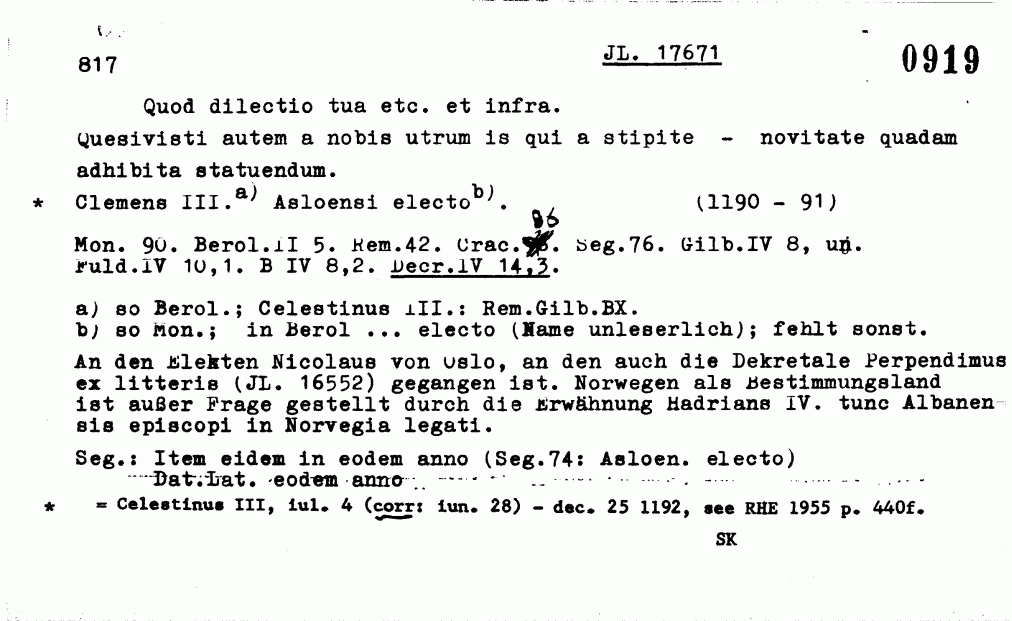 817 JL. 17671 0919
Quod dilectio tua etc. et infra.
Quesivisti autem a nobis utrum is qui a stipite - novitate quadam
adhibita statuendum.
* Clemens III.a) Asloensi electo b). (1190 - 91)
86
Mon. 90. Berol.II 5. Rem.42. Crac. Seg.76. Gilb.IV 8, un.
Fuld.IV 10,1. B IV 8,2. Decr.IV 14,3.
a) so Berol.; Celestinus III.: Rem.Gilb.BX.
b) so Mon.; in Berol ... electo (Name unleserlich); fehlt sonst.
An den Elekten Nicolaus von Oslo, an den auch die Dekretale Perpendimus
ex litteris (JL. 16552) gegangen ist. Norwegen als Bestimmungsland
ist außer Frage gestellt durch die Erwähnung Hadrians IV. tunc Albanen-
sis episcopi in Norvegia legati.
Seg.: Item eidem in eodem anno (Seg.74: Asloen. electo)
Dat.Lat. eodem anno
* = Celestinus III, iul. 4 (corr: iun. 28) - dec. 25 1192, see RHE 1955 p. 440f.
SK